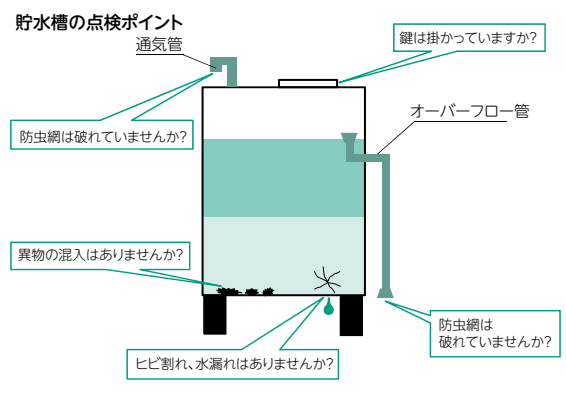 貯水槽の点検ポイント
通気管
鍵は掛かっていますか?
オーバーフロー管
防虫網は破れていませんか?
異物の混入はありませんか?
防虫網は
破れていませんか?
ヒビ割れ、水漏れはありませんか?